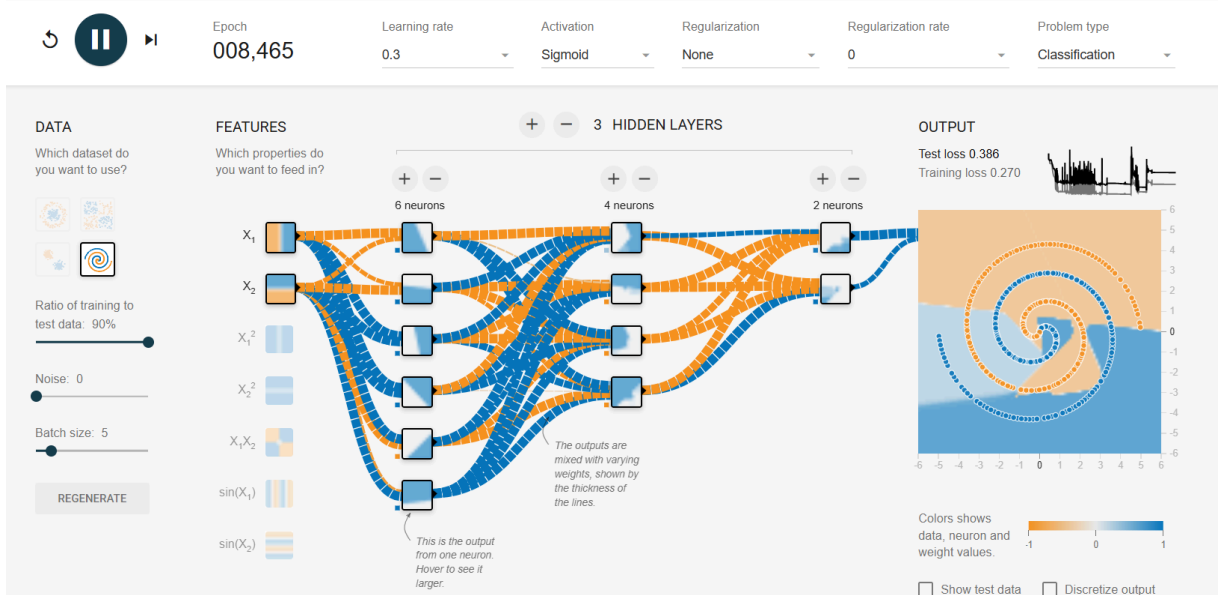 Epoch
008,465
Learning rate
0.3
Activation
Sigmoid
Regularization
None
Regularization rate
0
Problem type
Classification
DATA
Which dataset do
you want to use?
Ratio of training to
test data: 90%
Noise: 0
Batch size: 5
REGENERATE
FEATURES
Which properties do
you want to feed in?
X₁
X₂
X₁²
X₂²
X₁X₂
sin(X₁)
sin(X₂)
+ − 3 HIDDEN LAYERS
+ −
6 neurons
+ −
4 neurons
+ −
2 neurons
The outputs are
mixed with varying
weights, shown by
the thickness of
the lines.
This is the output
from one neuron.
Hover to see it
larger.
OUTPUT
Test loss 0.386
Training loss 0.270
6
5
4
3
2
1
0
-1
-2
-3
-4
-5
-6
-6 -5 -4 -3 -2 -1 0 1 2 3 4 5 6
Colors shows
data, neuron and
weight values.
-1 0 1
Show test data
Discretize output